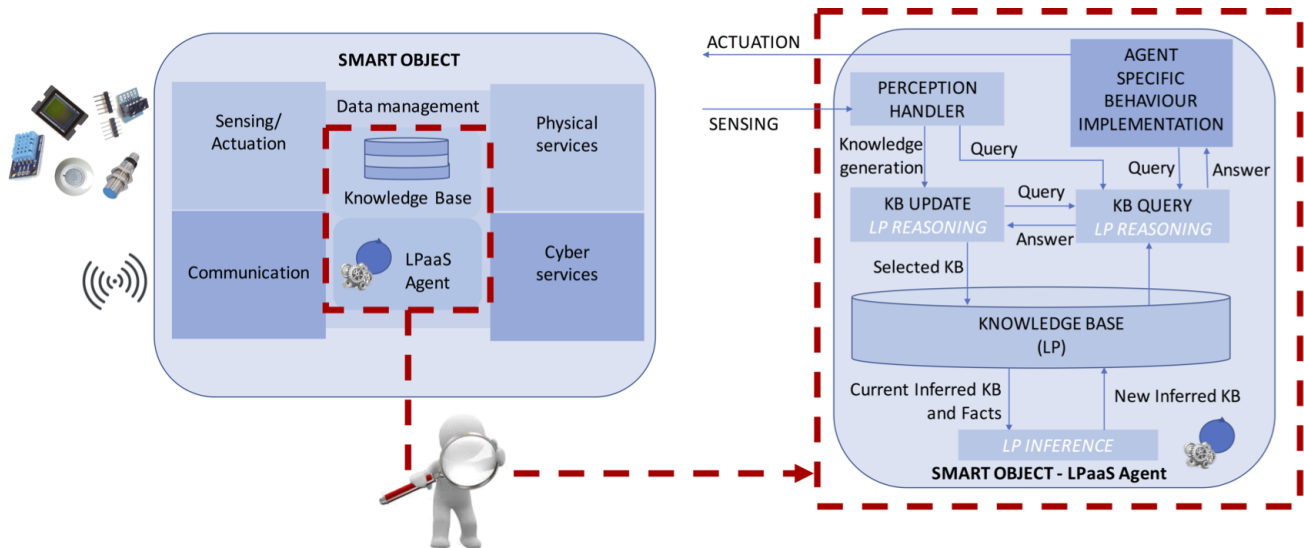 SMART OBJECT
Sensing/
Actuation
Data management
Physical
services
Knowledge Base
Communication
LPaaS
Agent
Cyber
services
ACTUATION
SENSING
PERCEPTION
HANDLER
AGENT
SPECIFIC
BEHAVIOUR
IMPLEMENTATION
Knowledge
generation
Query
Query
Answer
KB UPDATE
LP REASONING
Query
Answer
KB QUERY
LP REASONING
Selected KB
KNOWLEDGE BASE
(LP)
Current Inferred KB
and Facts
New Inferred KB
LP INFERENCE
SMART OBJECT - LPaaS Agent